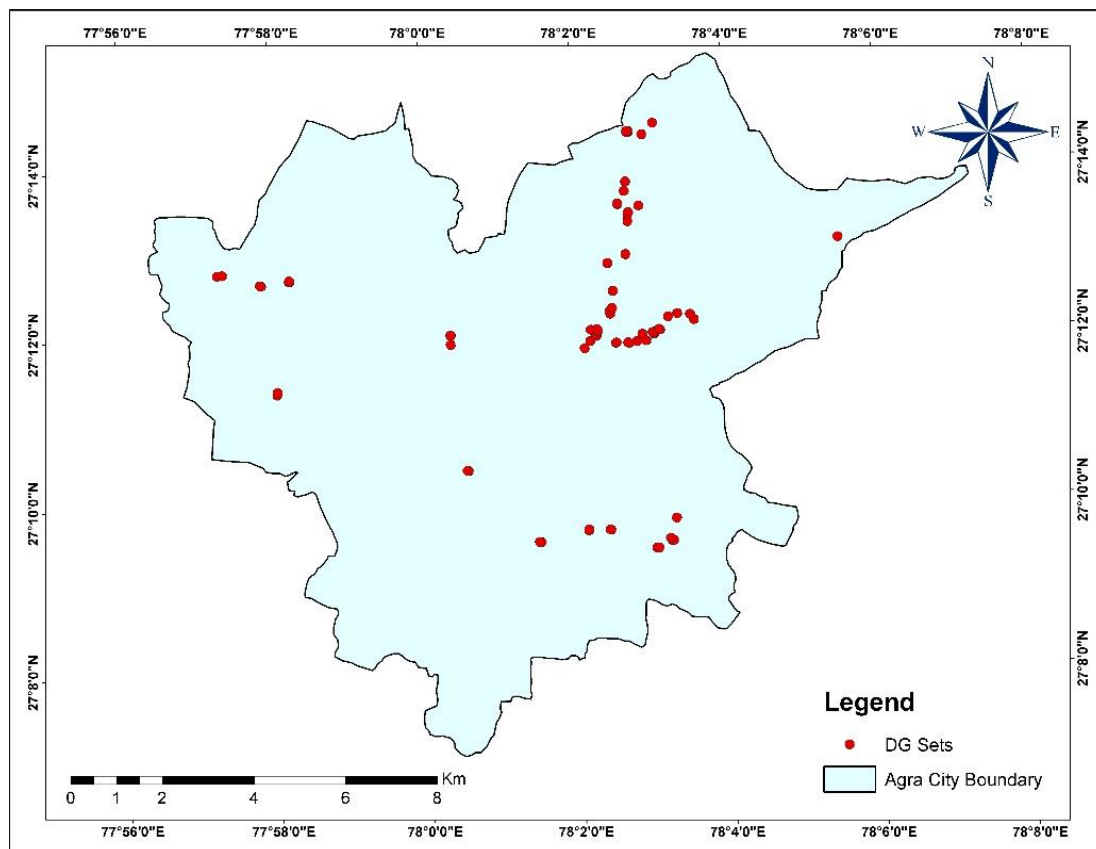 77°56'0"E 77°58'0"E 78°0'0"E 78°2'0"E 78°4'0"E 78°6'0"E 78°8'0"E
N
W E
S
27°14'0"N 27°14'0"N
27°12'0"N 27°12'0"N
27°10'0"N 27°10'0"N
27°8'0"N 27°8'0"N
Legend
DG Sets
Agra City Boundary
Km
0 1 2 4 6 8
77°56'0"E 77°58'0"E 78°0'0"E 78°2'0"E 78°4'0"E 78°6'0"E 78°8'0"E